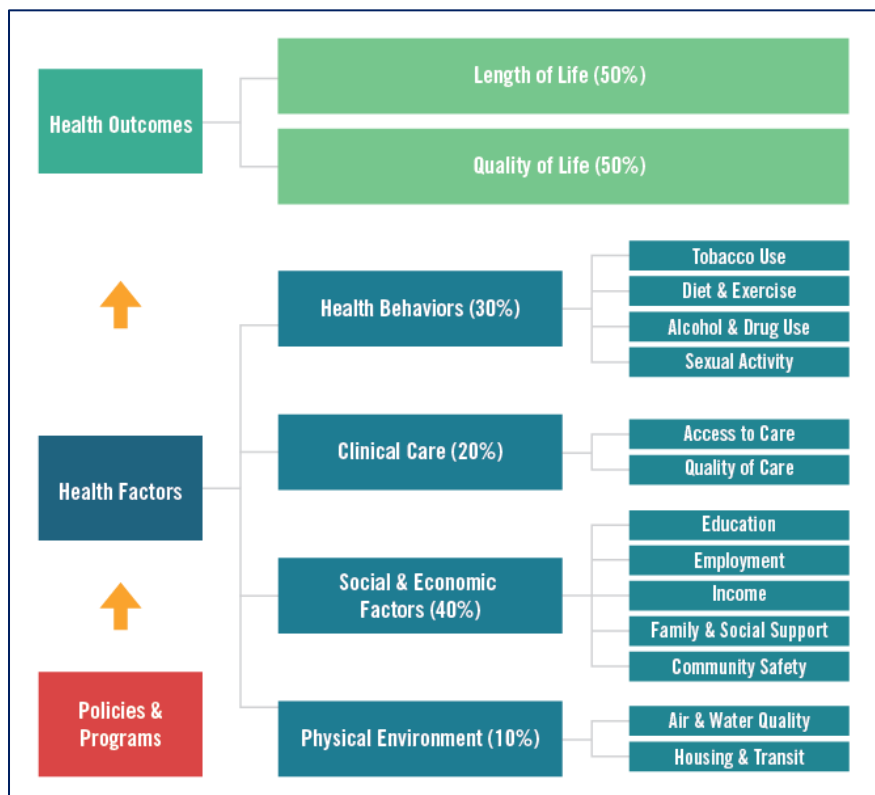 Health Outcomes
Length of Life (50%)
Quality of Life (50%)
Health Factors
Health Behaviors (30%)
Tobacco Use
Diet & Exercise
Alcohol & Drug Use
Sexual Activity
Clinical Care (20%)
Access to Care
Quality of Care
Social & Economic
Factors (40%)
Education
Employment
Income
Family & Social Support
Community Safety
Physical Environment (10%)
Air & Water Quality
Housing & Transit
Policies &
Programs